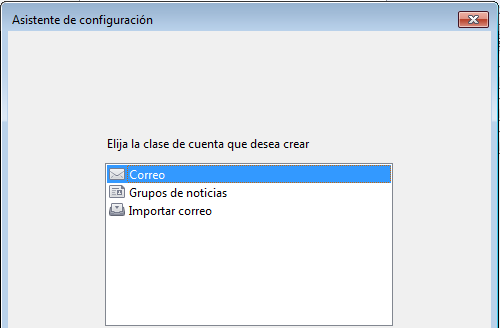 Asistente de configuración
Elija la clase de cuenta que desea crear
Correo
Grupos de noticias
Importar correo